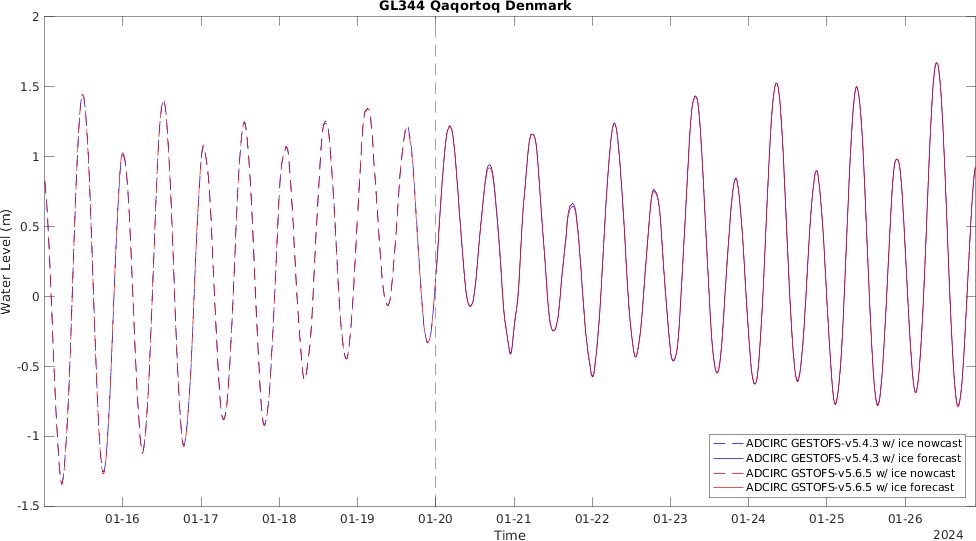 GL344 Qaqortoq Denmark
2
1.5
1
0.5
0
-0.5
-1
-1.5
Water Level (m)
ADCIRC GESTOFS-v5.4.3 w/ ice nowcast
ADCIRC GESTOFS-v5.4.3 w/ ice forecast
ADCIRC GSTOFS-v5.6.5 w/ ice nowcast
ADCIRC GSTOFS-v5.6.5 w/ ice forecast
01-16 01-17 01-18 01-19 01-20 01-21 01-22 01-23 01-24 01-25 01-26
Time
2024